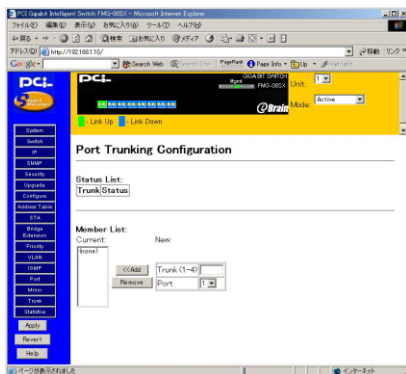 PCI Gigabit Intelligent Switch FMG-08SX - Microsoft Internet Explorer
ファイル(F) 編集(E) 表示(V) お気に入り(A) ツール(T) ヘルプ(H)
戻る 検索 お気に入り メディア
アドレス(D) http://192.168.1.10/ 移動 リンク
Google Search Web Search Site PageRank Page Info Up
PCi
PCi
Mgmt
GIGA BIT SWITCH
FMG-08SX
Brain
Unit: 1
Mode: Active
- Link Up - Link Down
System
Switch
IP
SNMP
Security
Upgrade
Configure
Address Table
STA
Bridge Extension
Priority
VLAN
IGMP
Port
Mirror
Trunk
Statistics
Apply
Revert
Help
Port Trunking Configuration
Status List:
Trunk Status
Member List:
Current: New:
(none)
<<Add Trunk (1-4)
Remove Port 1
ページが表示されました
インターネット